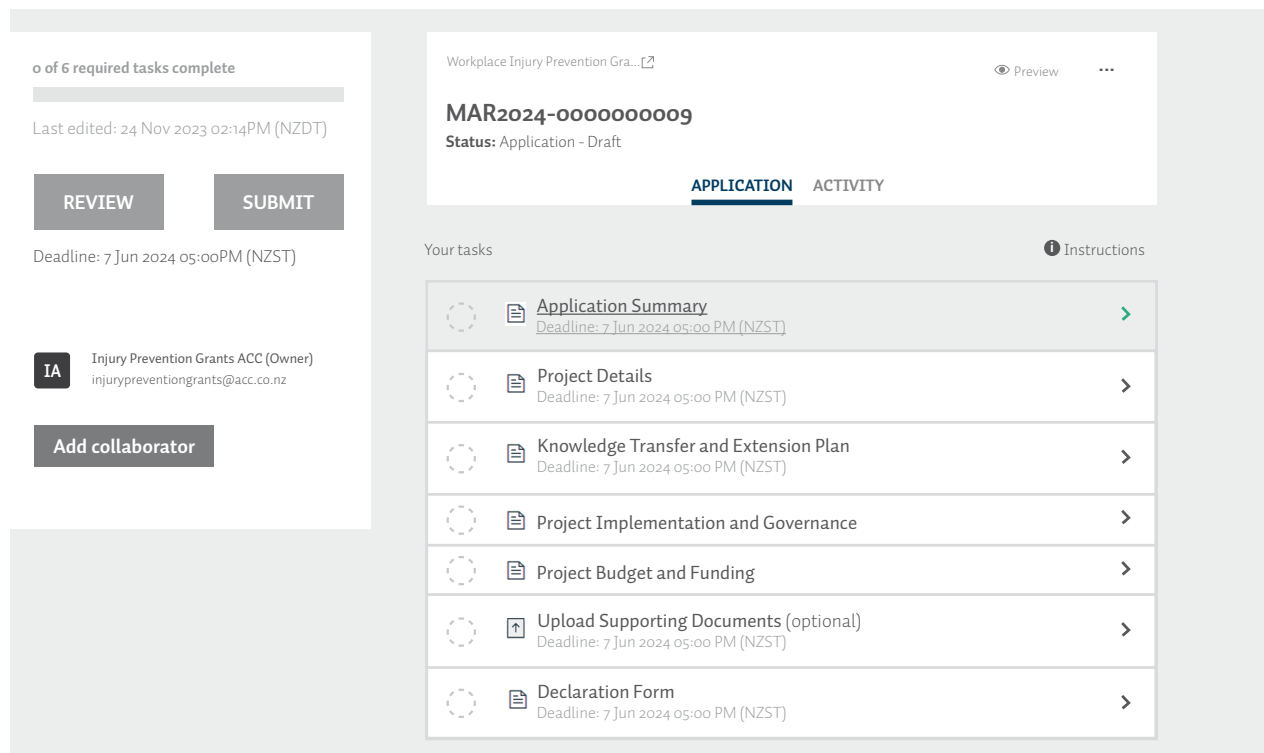 0 of 6 required tasks complete
Last edited: 24 Nov 2023 02:14PM (NZDT)
REVIEW
SUBMIT
Deadline: 7 Jun 2024 05:00PM (NZST)
IA
Injury Prevention Grants ACC (Owner)
injurypreventiongrants@acc.co.nz
Add collaborator
Workplace Injury Prevention Gra...
Preview
...
MAR2024-0000000009
Status: Application - Draft
APPLICATION
ACTIVITY
Your tasks
Instructions
Application Summary
Deadline: 7 Jun 2024 05:00 PM (NZST)
Project Details
Deadline: 7 Jun 2024 05:00 PM (NZST)
Knowledge Transfer and Extension Plan
Deadline: 7 Jun 2024 05:00 PM (NZST)
Project Implementation and Governance
Project Budget and Funding
Upload Supporting Documents (optional)
Deadline: 7 Jun 2024 05:00 PM (NZST)
Declaration Form
Deadline: 7 Jun 2024 05:00 PM (NZST)